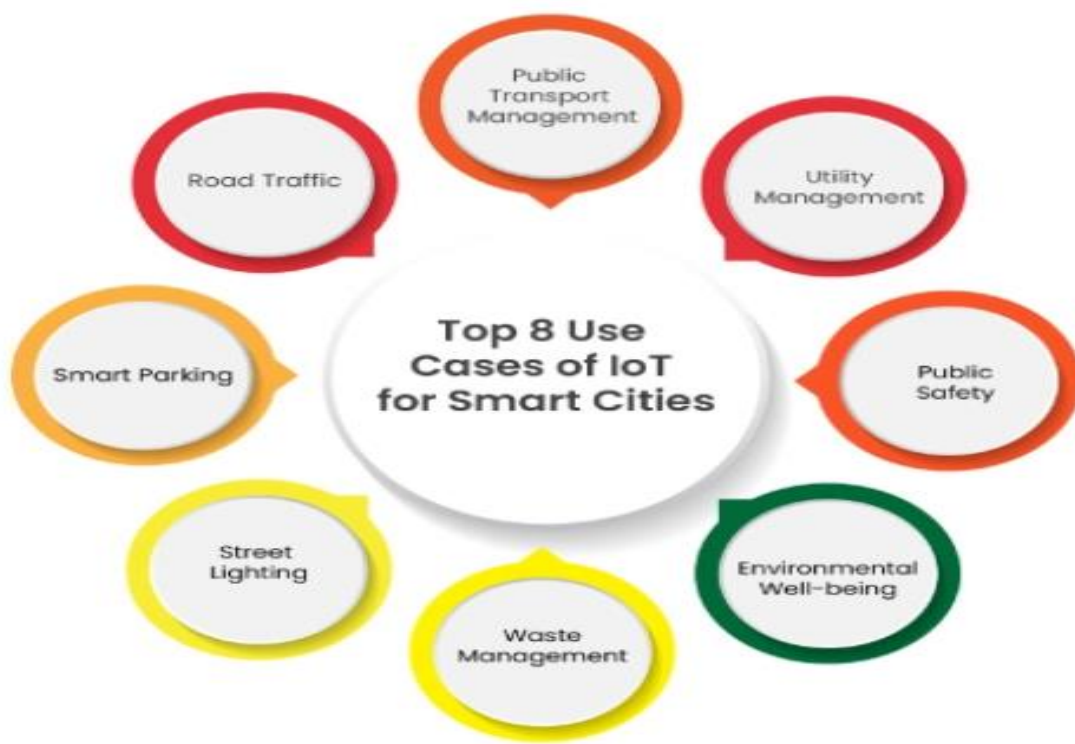 Public
Transport
Management
Utility
Management
Public
Safety
Environmental
Well-being
Waste
Management
Street
Lighting
Smart Parking
Road Traffic
Top 8 Use
Cases of IoT
for Smart Cities